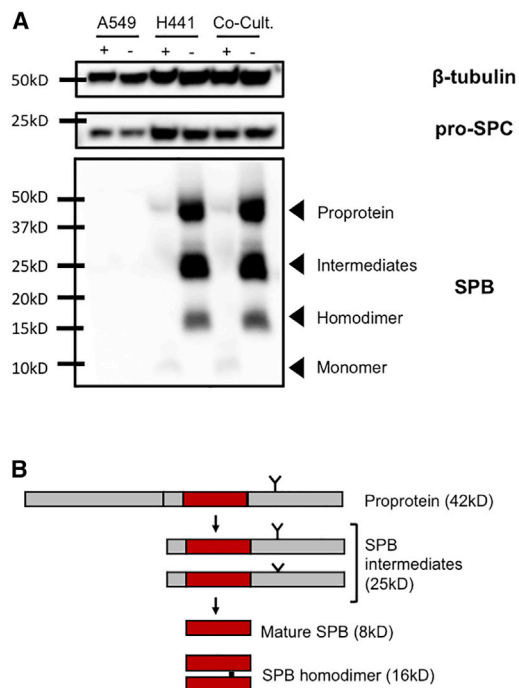 A
A549 H441 Co-Cult.
+ - + - + -
50kD β-tubulin
25kD pro-SPC
50kD
Proprotein
37kD
25kD Intermediates
SPB
20kD
Homodimer
15kD
10kD Monomer
B
Proprotein (42kD)
SPB
intermediates
(25kD)
Mature SPB (8kD)
SPB homodimer (16kD)